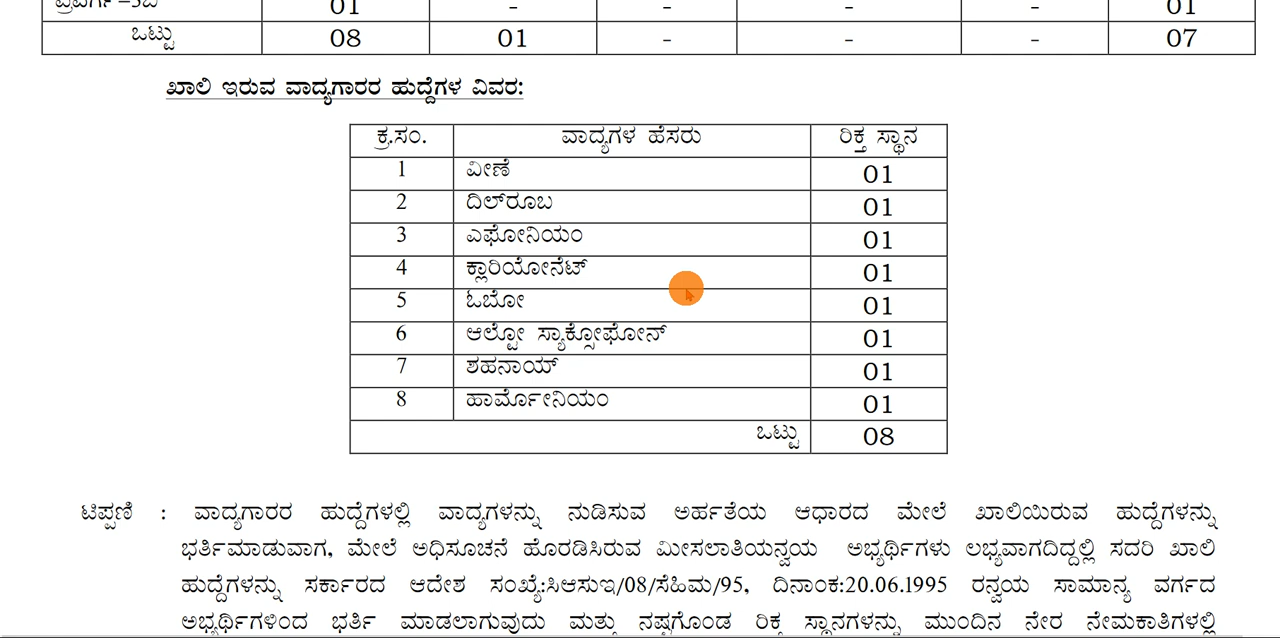 ಪ್ರವರ್ಗ-3ಬಿ 01 - - - - 01
ಒಟ್ಟು 08 01 - - - 07
ಖಾಲಿ ಇರುವ ವಾದ್ಯಗಾರರ ಹುದ್ದೆಗಳ ವಿವರ:
ಕ್ರ.ಸಂ. ವಾದ್ಯಗಳ ಹೆಸರು ರಿಕ್ತ ಸ್ಥಾನ
1 ವೀಣೆ 01
2 ದಿಲ್‌ರೂಬ 01
3 ಎಫೋನಿಯಂ 01
4 ಕ್ಲಾರಿಯೋನೆಟ್ 01
5 ಓಬೋ 01
6 ಆಲ್ಟೋ ಸ್ಯಾಕ್ಸೋಫೋನ್ 01
7 ಶಹನಾಯ್ 01
8 ಹಾರ್ಮೋನಿಯಂ 01
ಒಟ್ಟು 08
ಟಿಪ್ಪಣಿ : ವಾದ್ಯಗಾರರ ಹುದ್ದೆಗಳಲ್ಲಿ ವಾದ್ಯಗಳನ್ನು ನುಡಿಸುವ ಅರ್ಹತೆಯ ಆಧಾರದ ಮೇಲೆ ಖಾಲಿಯಿರುವ ಹುದ್ದೆಗಳನ್ನು
ಭರ್ತಿಮಾಡುವಾಗ, ಮೇಲೆ ಅಧಿಸೂಚನೆ ಹೊರಡಿಸಿರುವ ಮೀಸಲಾತಿಯನ್ವಯ ಅಭ್ಯರ್ಥಿಗಳು ಲಭ್ಯವಾಗದಿದ್ದಲ್ಲಿ ಸದರಿ ಖಾಲಿ
ಹುದ್ದೆಗಳನ್ನು ಸರ್ಕಾರದ ಆದೇಶ ಸಂಖ್ಯೆ:ಸಿಆಸುಇ/08/ಸೆಹಿಮ/95, ದಿನಾಂಕ:20.06.1995 ರನ್ವಯ ಸಾಮಾನ್ಯ ವರ್ಗದ
ಅಭ್ಯರ್ಥಿಗಳಿಂದ ಭರ್ತಿ ಮಾಡಲಾಗುವುದು ಮತ್ತು ನಷ್ಟಗೊಂಡ ರಿಕ್ತ ಸ್ಥಾನಗಳನ್ನು ಮುಂದಿನ ನೇರ ನೇಮಕಾತಿಗಳಲ್ಲಿ